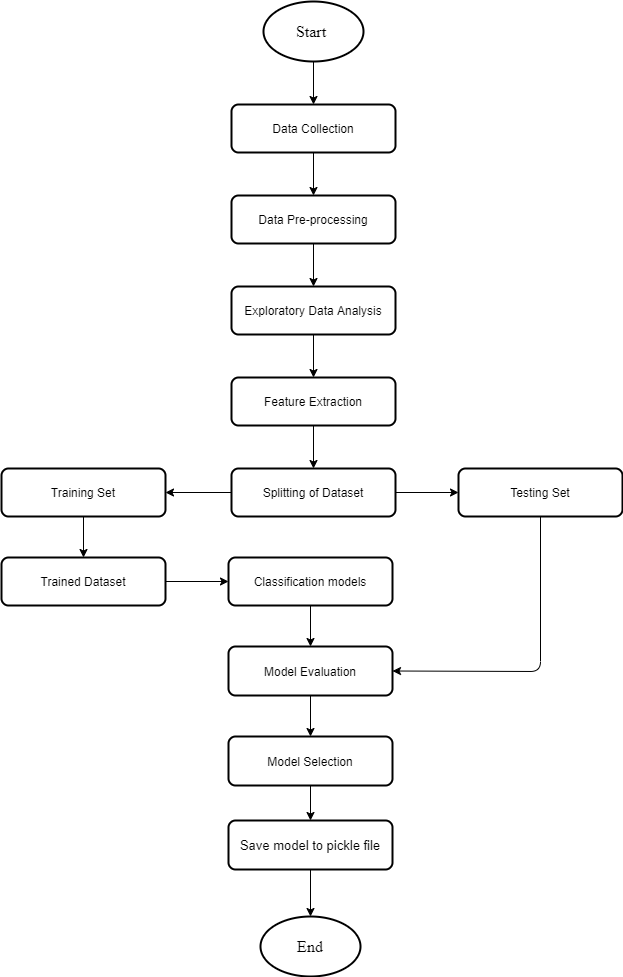 Start
Data Collection
Data Pre-processing
Exploratory Data Analysis
Feature Extraction
Training Set
Splitting of Dataset
Testing Set
Trained Dataset
Classification models
Model Evaluation
Model Selection
Save model to pickle file
End